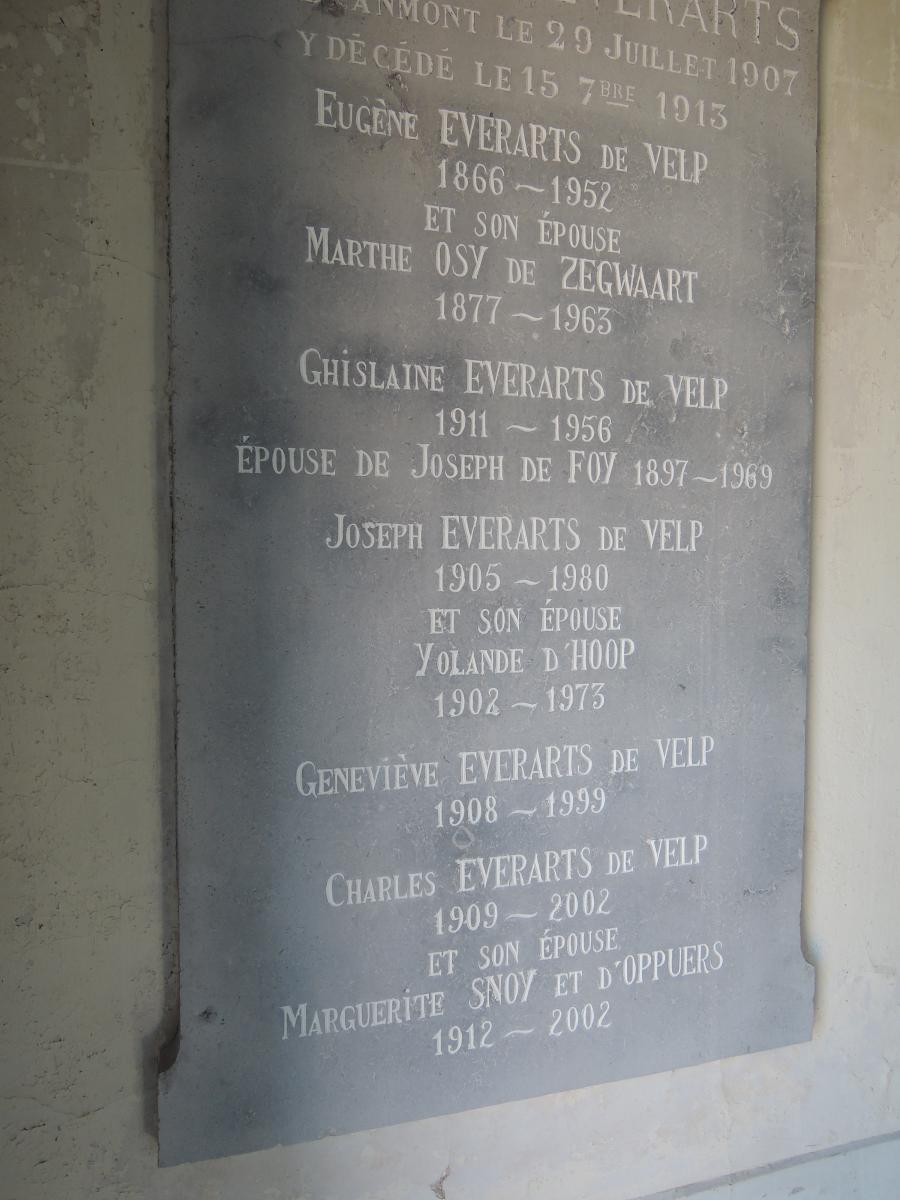 EVERARTS
LE 29 JUILLET 1907
Y DÉCÉDÉ LE 15 7BRE 1913
EUGÈNE EVERARTS DE VELP
1866 ~ 1952
ET SON ÉPOUSE
MARTHE OSY DE ZEGWAART
1877 ~ 1963
GHISLAINE EVERARTS DE VELP
1911 ~ 1956
ÉPOUSE DE JOSEPH DE FOY 1897 ~ 1969
JOSEPH EVERARTS DE VELP
1905 ~ 1980
ET SON ÉPOUSE
YOLANDE D'HOOP
1902 ~ 1973
GENEVIÈVE EVERARTS DE VELP
1908 ~ 1999
CHARLES EVERARTS DE VELP
1909 ~ 2002
ET SON ÉPOUSE
MARGUERITE SNOY ET D'OPPUERS
1912 ~ 2002